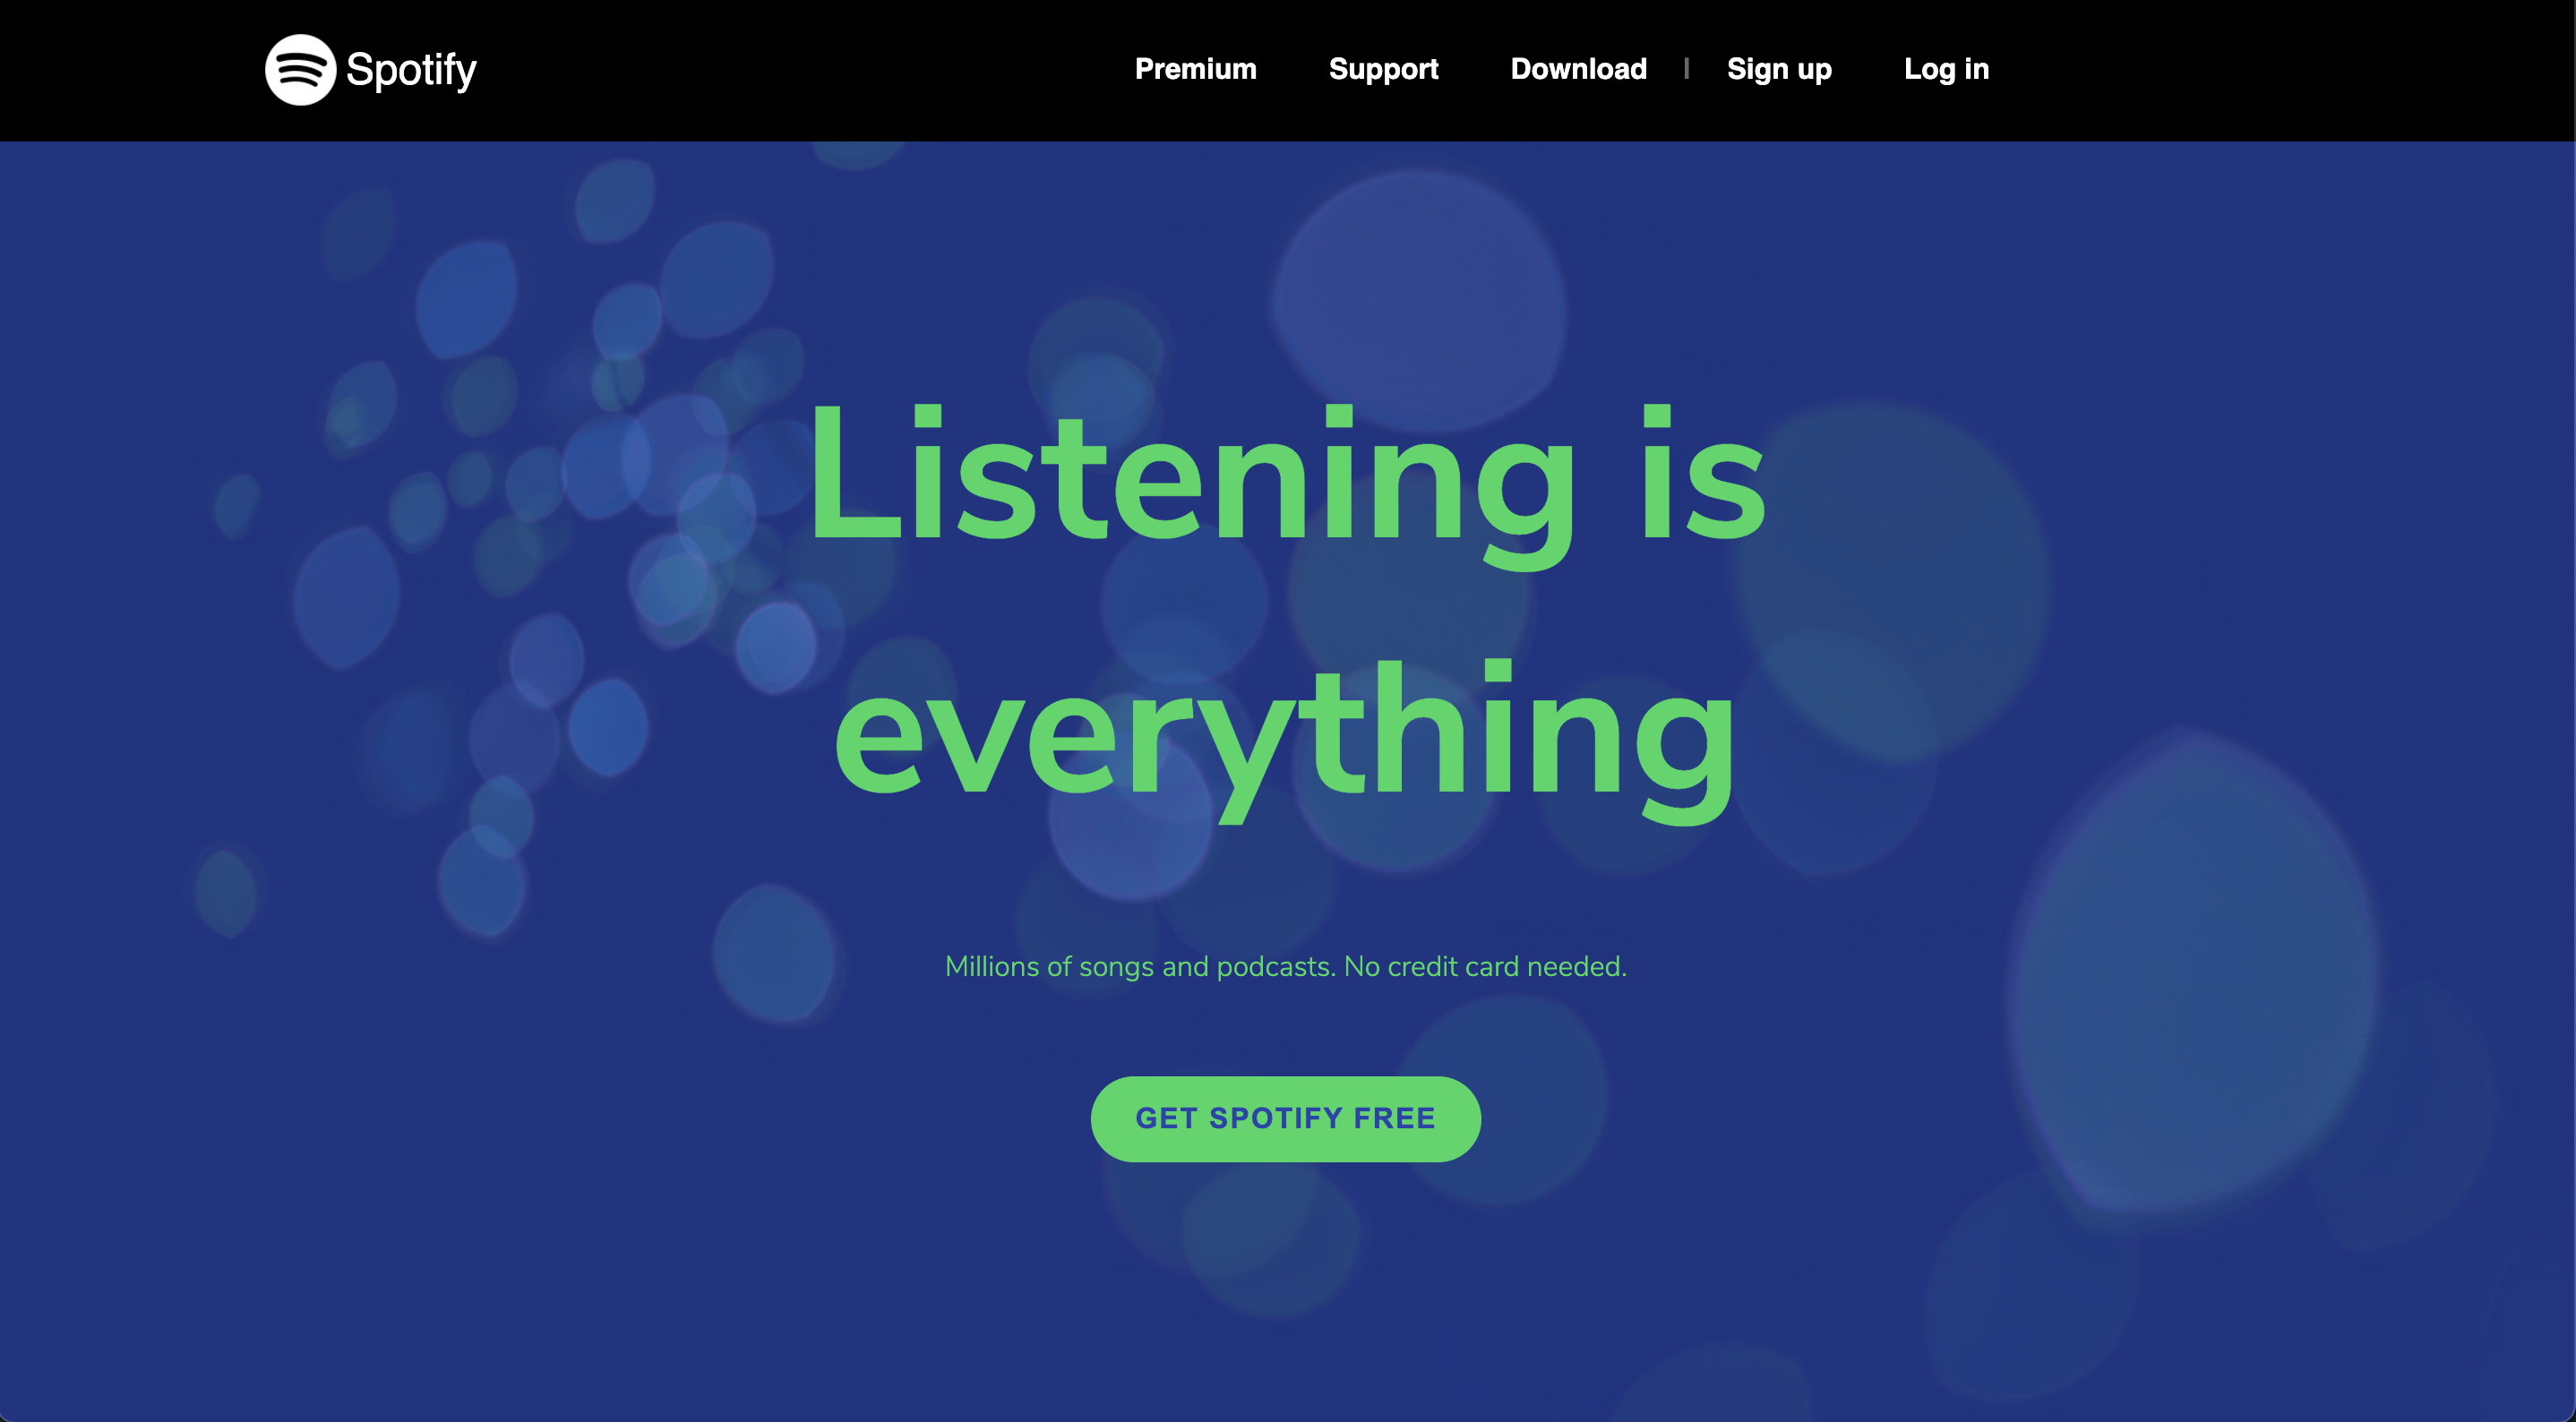 Spotify
Premium Support Download | Sign up Log in
Listening is
everything
Millions of songs and podcasts. No credit card needed.
GET SPOTIFY FREE